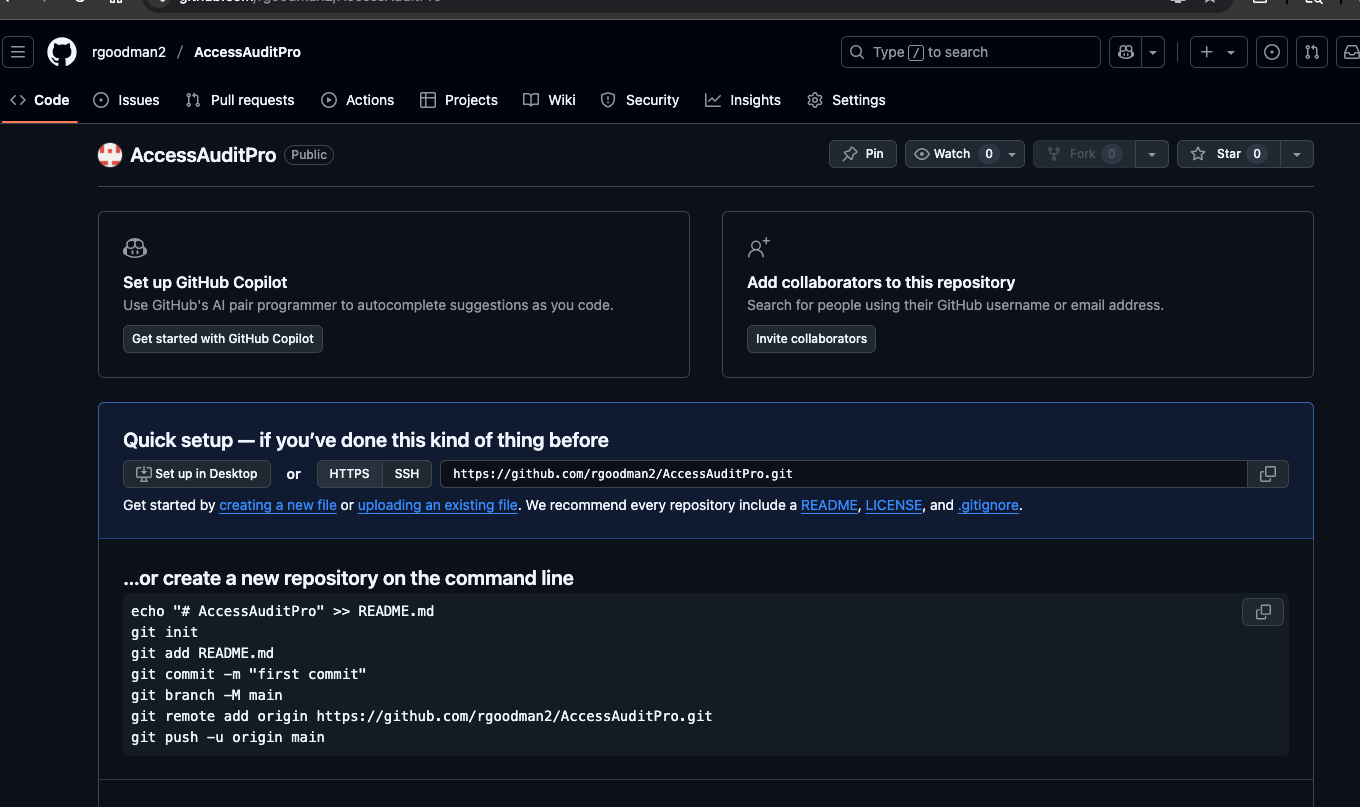 github.com/rgoodman2/AccessAuditPro
rgoodman2 / AccessAuditPro
Type / to search
Code Issues Pull requests Actions Projects Wiki Security Insights Settings
AccessAuditPro Public
Pin Watch 0 Fork 0 Star 0
Set up GitHub Copilot
Use GitHub's AI pair programmer to autocomplete suggestions as you code.
Get started with GitHub Copilot
Add collaborators to this repository
Search for people using their GitHub username or email address.
Invite collaborators
Quick setup — if you’ve done this kind of thing before
Set up in Desktop or HTTPS SSH https://github.com/rgoodman2/AccessAuditPro.git
Get started by creating a new file or uploading an existing file. We recommend every repository include a README, LICENSE, and .gitignore.
…or create a new repository on the command line
echo "# AccessAuditPro" >> README.md
git init
git add README.md
git commit -m "first commit"
git branch -M main
git remote add origin https://github.com/rgoodman2/AccessAuditPro.git
git push -u origin main